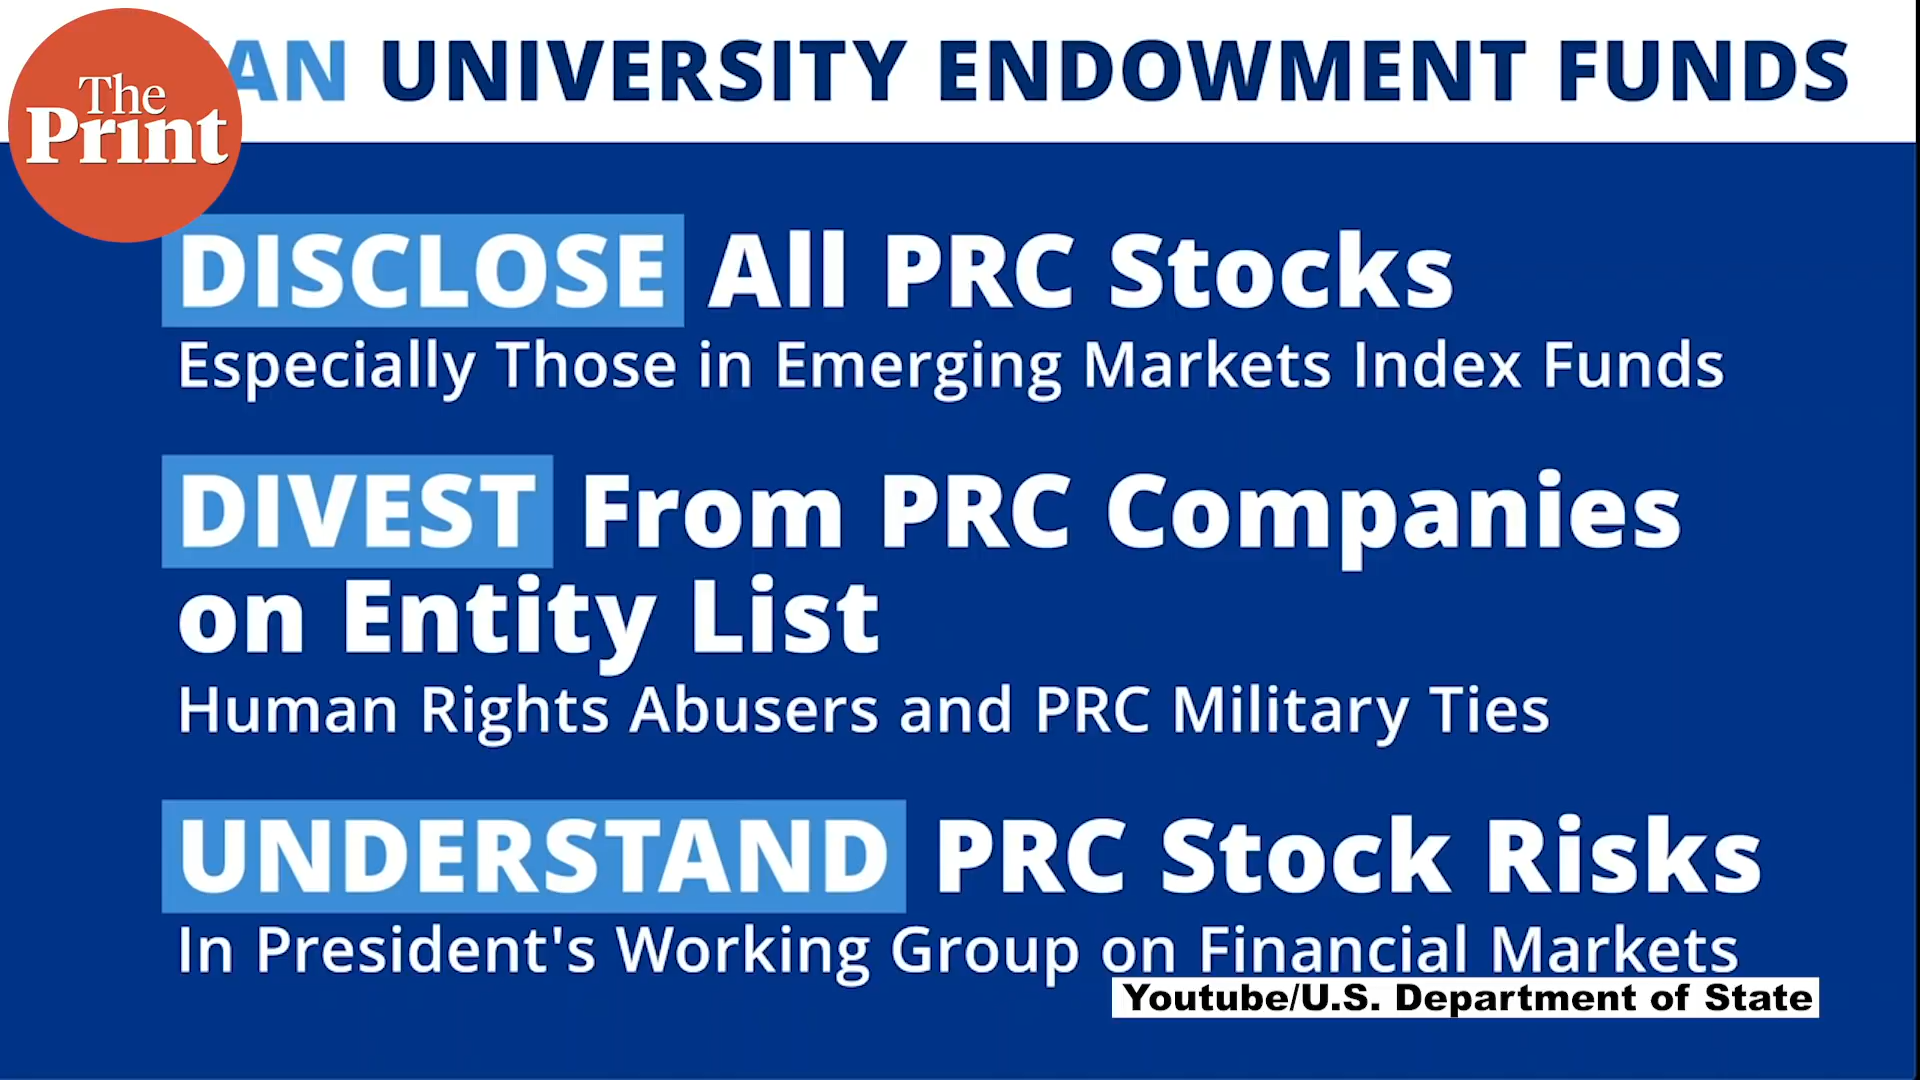 The
Print
AN UNIVERSITY ENDOWMENT FUNDS
DISCLOSE All PRC Stocks
Especially Those in Emerging Markets Index Funds
DIVEST From PRC Companies
on Entity List
Human Rights Abusers and PRC Military Ties
UNDERSTAND PRC Stock Risks
In President's Working Group on Financial Markets
Youtube/U.S. Department of State